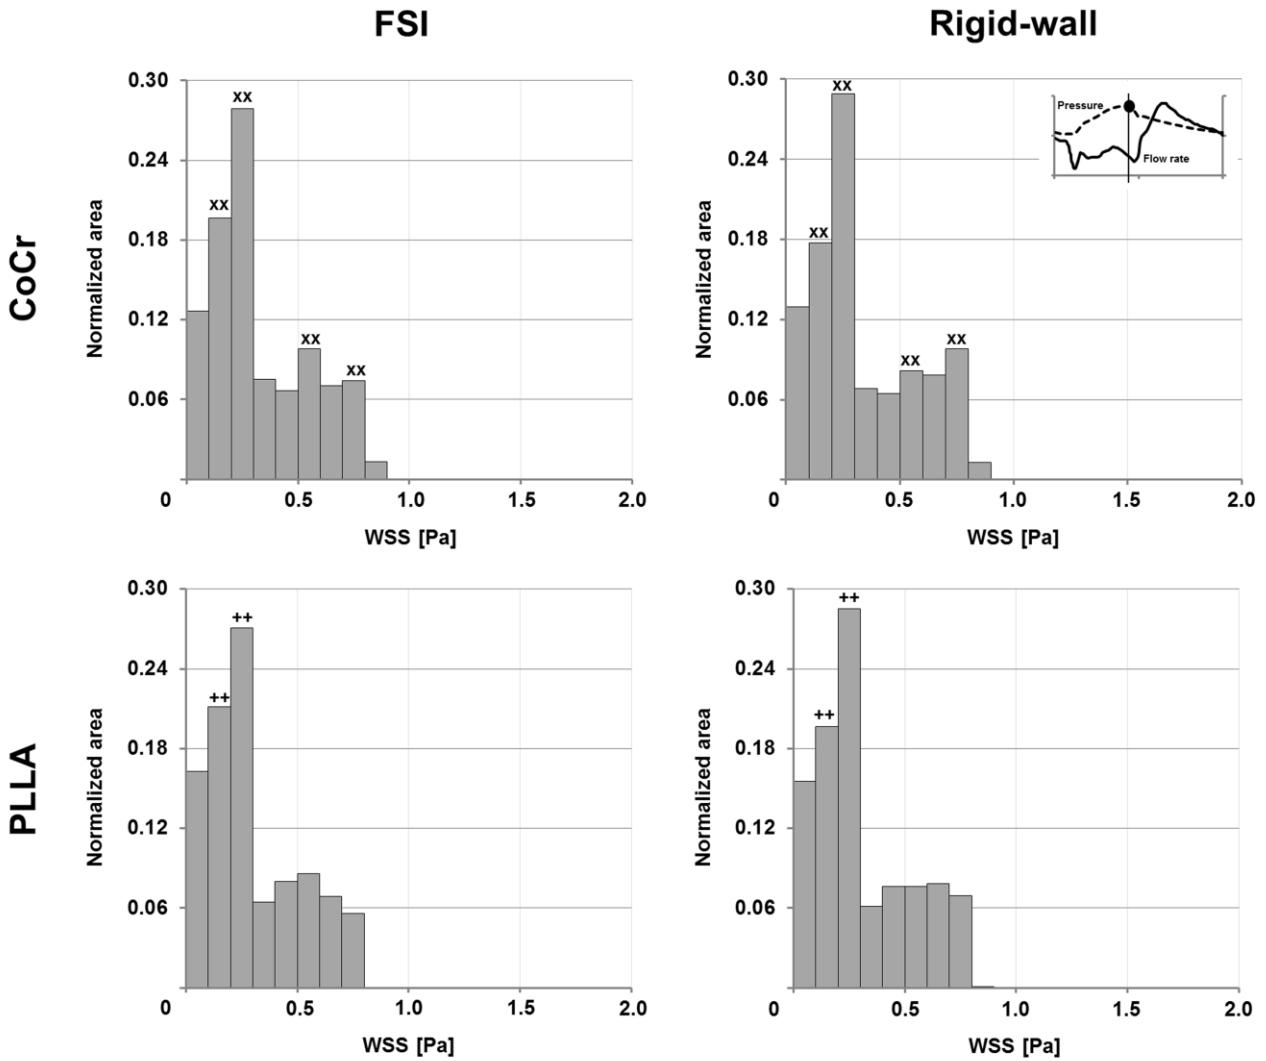 FSI
Rigid-wall
CoCr
Normalized area
0.30
0.24
0.18
0.12
0.06
xx
xx
xx
xx
0
0.5
1.0
1.5
2.0
WSS [Pa]
Normalized area
0.30
0.24
0.18
0.12
0.06
xx
xx
xx
xx
Pressure
Flow rate
0
0.5
1.0
1.5
2.0
WSS [Pa]
PLLA
Normalized area
0.30
0.24
0.18
0.12
0.06
++
++
0
0.5
1.0
1.5
2.0
WSS [Pa]
Normalized area
0.30
0.24
0.18
0.12
0.06
++
++
0
0.5
1.0
1.5
2.0
WSS [Pa]